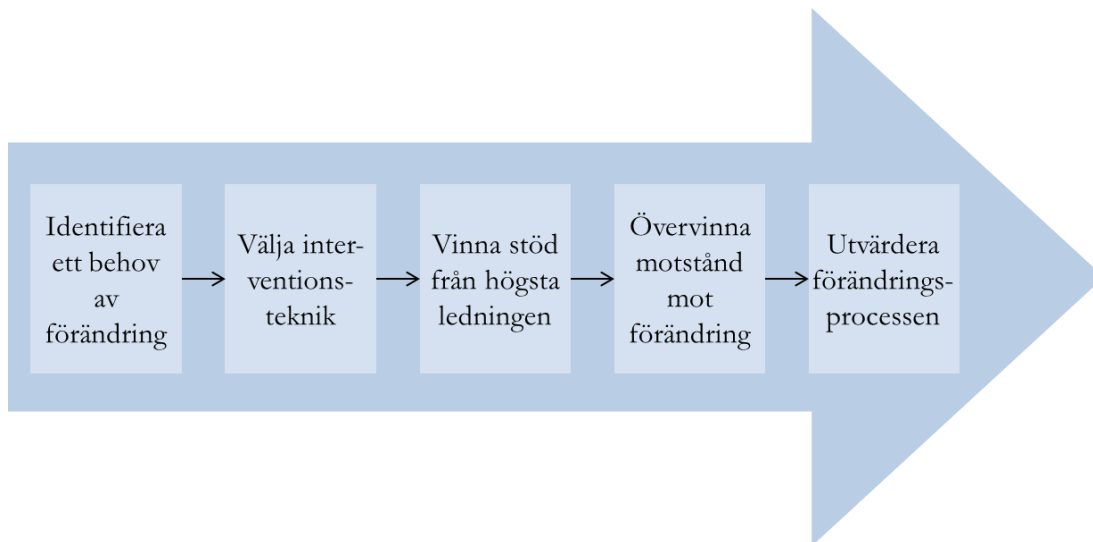 Identifiera
ett behov
av
förändring
Välja inter-
ventions-
teknik
Vinna stöd
från högsta
ledningen
Övervinna
motstånd
mot
förändring
Utvärdera
förändrings-
processen